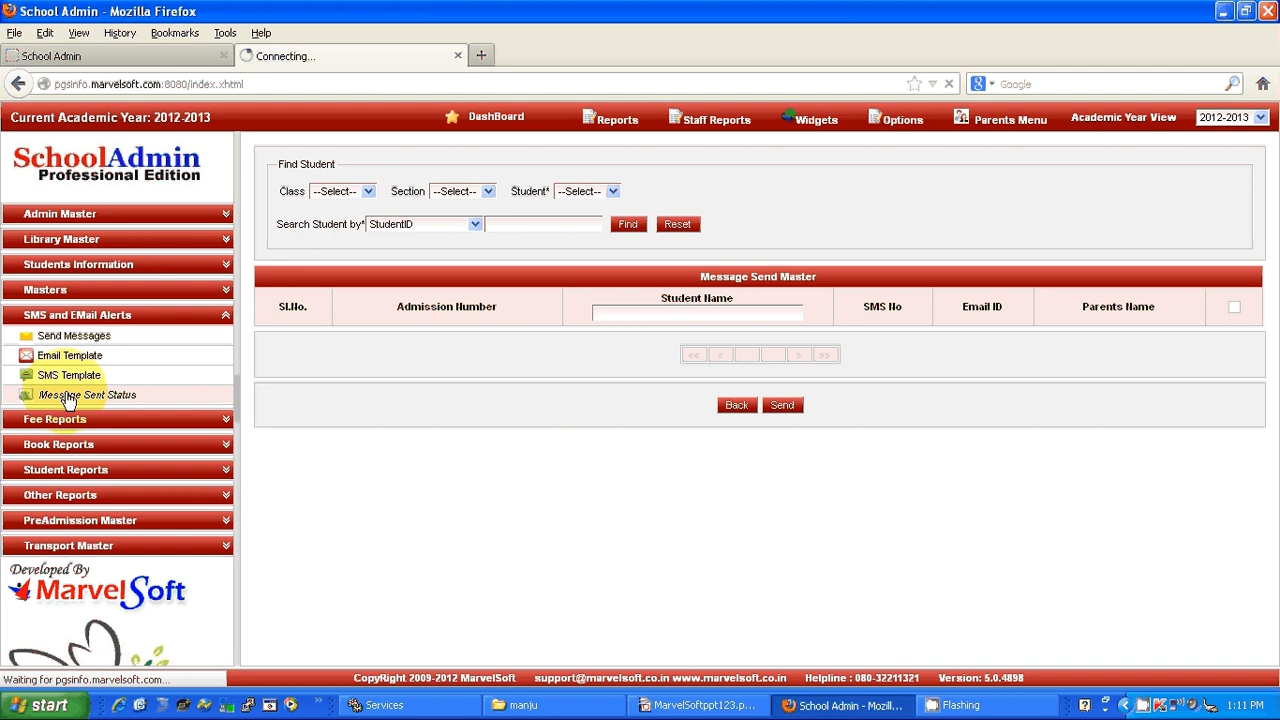 School Admin - Mozilla Firefox
File Edit View History Bookmarks Tools Help
School Admin
Connecting...
pgsinfo.marvelsoft.com:8080/index.xhtml
Google
Current Academic Year: 2012-2013
DashBoard Reports Staff Reports Widgets Options Parents Menu Academic Year View 2012-2013
SchoolAdmin
Professional Edition
Admin Master
Library Master
Students Information
Masters
SMS and EMail Alerts
Send Messages
Email Template
SMS Template
Message Sent Status
Fee Reports
Book Reports
Student Reports
Other Reports
PreAdmission Master
Transport Master
Developed By
MarvelSoft
Find Student
Class --Select-- Section --Select-- Student* --Select--
Search Student by* StudentID Find Reset
Message Send Master
Sl.No. Admission Number Student Name SMS No Email ID Parents Name
<< < > >>
Back Send
Waiting for pgsinfo.marvelsoft.com...
CopyRight 2009-2012 MarvelSoft support@marvelsoft.co.in www.marvelsoft.co.in Helpline : 080-32211321 Version: 5.0.4898
start Services manju MarvelSoftppt123.p... School Admin - Mozill... Flashing 1:11 PM